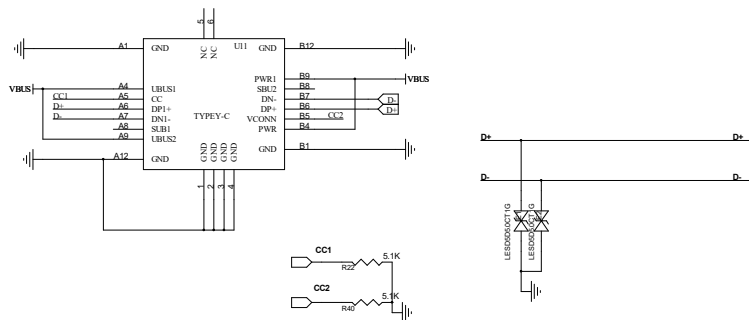 5
6
A1
GND
NC
NC
U11
GND
B12
VBUS
A4
UBUS1
PWR1
B9
VBUS
CC1
A5
CC
SBU2
B8
D+
A6
DP1+
DN-
B7
D-
D-
A7
DN1-
DP+
B6
D+
A8
SUB1
TYPEY-C
VCONN
B5
CC2
A9
UBUS2
PWR
B4
A12
GND
GND
B1
GND
GND
GND
GND
1
2
3
4
D+
D+
D-
D-
LESD5D5.0CT1G
LESD5D5.0CT1G
CC1
5.1K
R22
CC2
5.1K
R40